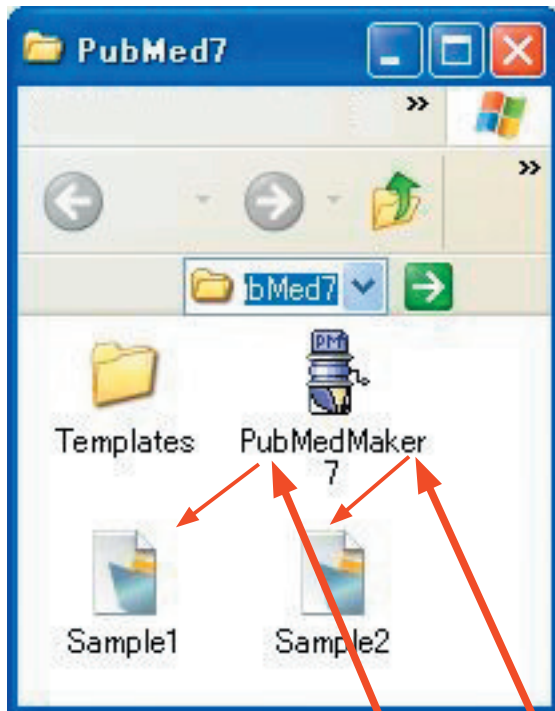 PubMed7
»
»
bMed7
PM
Templates
PubMedMaker
7
Sample1
Sample2